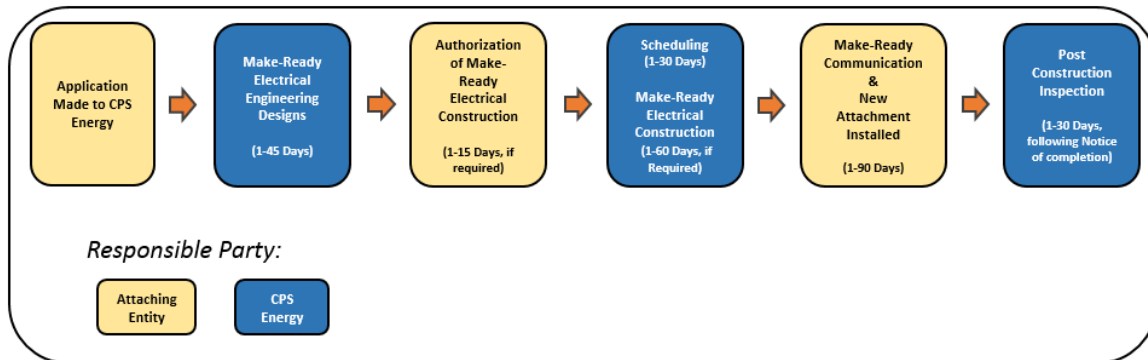 Application
Made to CPS
Energy
Make-Ready
Electrical
Engineering
Designs
(1-45 Days)
Authorization
of Make-
Ready
Electrical
Construction
(1-15 Days, if
required)
Scheduling
(1-30 Days)
Make-Ready
Electrical
Construction
(1-60 Days, if
Required)
Make-Ready
Communication
&
New
Attachment
Installed
(1-90 Days)
Post
Construction
Inspection
(1-30 Days,
following Notice
of completion)
Responsible Party:
Attaching
Entity
CPS
Energy